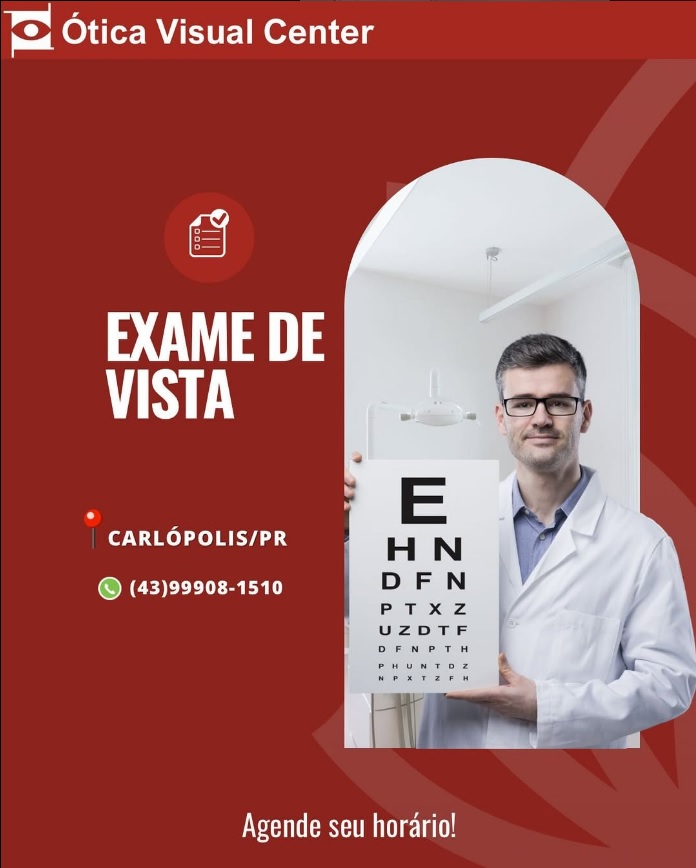 Ótica Visual Center
EXAME DE
VISTA
CARLÓPOLIS/PR
(43)99908-1510
E
H N
D F N
P T X Z
U Z D T F
D F N P T H
P H U N T D Z
N P X T Z F H
Agende seu horário!